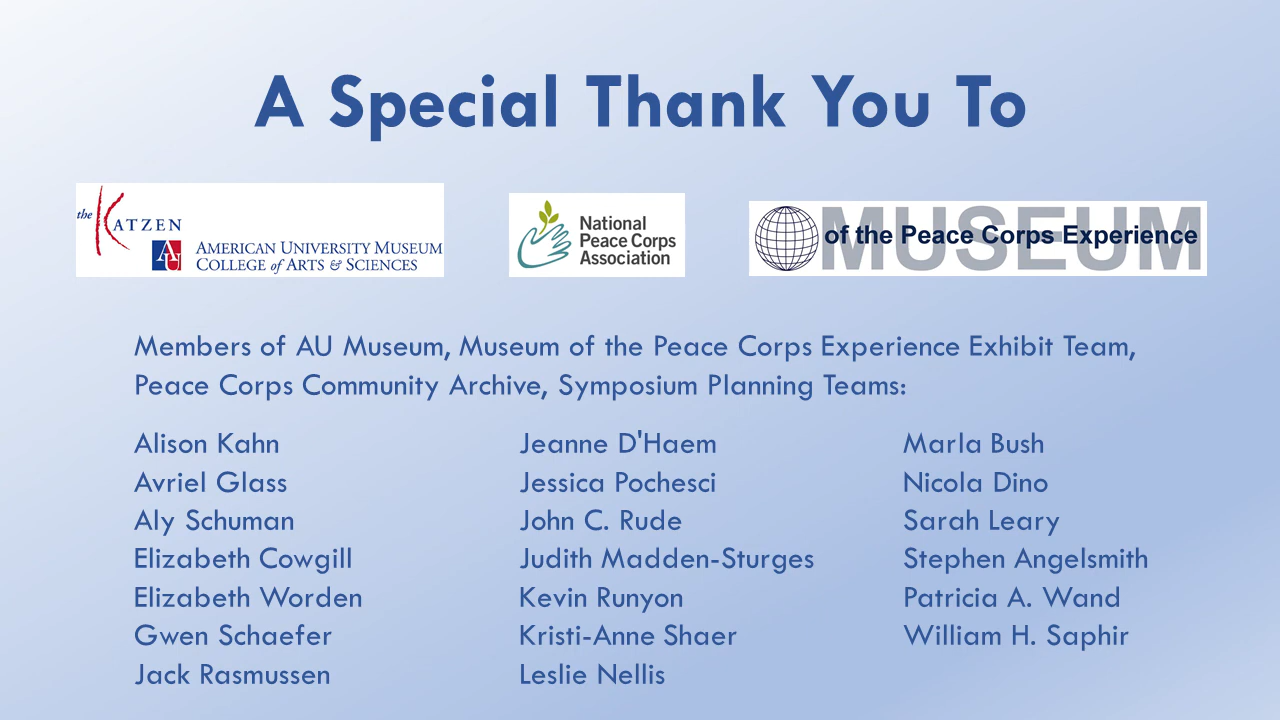 A Special Thank You To
the KATZEN
AU AMERICAN UNIVERSITY MUSEUM
COLLEGE of ARTS & SCIENCES
National
Peace Corps
Association
MUSEUM
of the Peace Corps Experience
Members of AU Museum, Museum of the Peace Corps Experience Exhibit Team,
Peace Corps Community Archive, Symposium Planning Teams:
Alison Kahn
Avriel Glass
Aly Schuman
Elizabeth Cowgill
Elizabeth Worden
Gwen Schaefer
Jack Rasmussen
Jeanne D'Haem
Jessica Pochesci
John C. Rude
Judith Madden-Sturges
Kevin Runyon
Kristi-Anne Shaer
Leslie Nellis
Marla Bush
Nicola Dino
Sarah Leary
Stephen Angelsmith
Patricia A. Wand
William H. Saphir